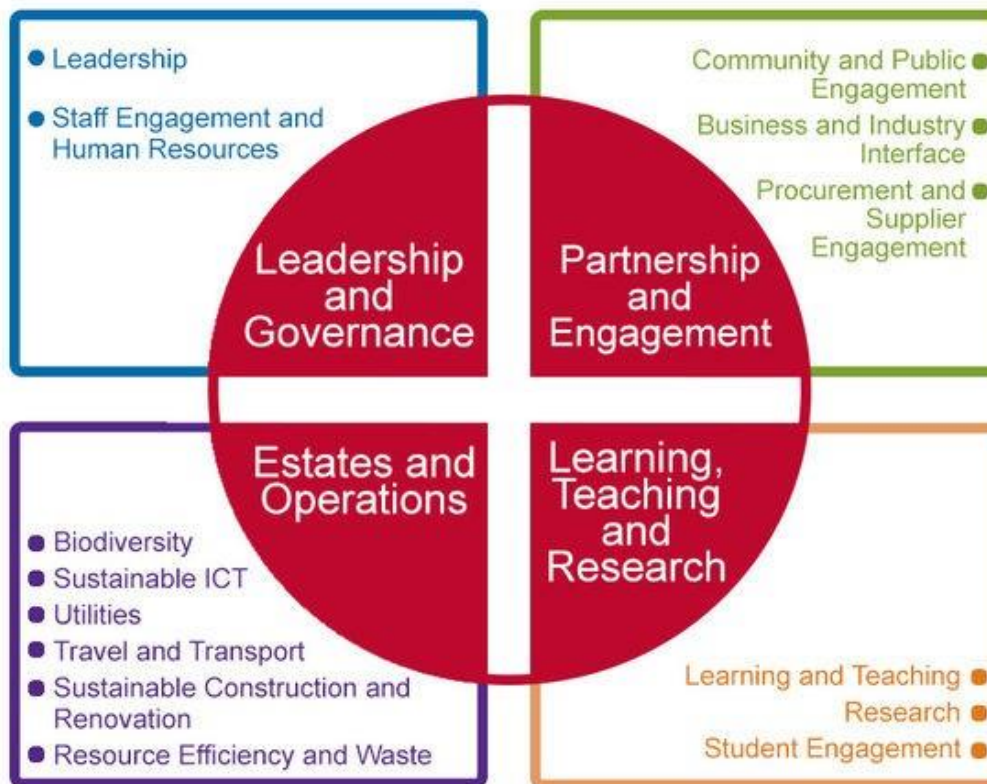 Leadership
Staff Engagement and
Human Resources
Leadership
and
Governance
Community and Public
Engagement
Business and Industry
Interface
Procurement and
Supplier
Engagement
Partnership
and
Engagement
Estates and
Operations
Biodiversity
Sustainable ICT
Utilities
Travel and Transport
Sustainable Construction and
Renovation
Resource Efficiency and Waste
Learning,
Teaching
and
Research
Learning and Teaching
Research
Student Engagement